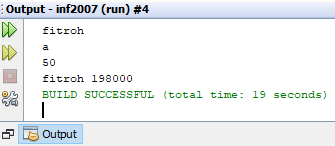 Output - inf2007 (run) #4
fitroh
a
50
fitroh 198000
BUILD SUCCESSFUL (total time: 19 seconds)
Output